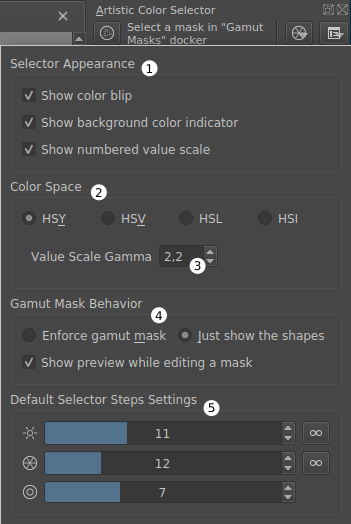 Artistic Color Selector
Select a mask in "Gamut
Masks" docker
Selector Appearance 1
Show color blip
Show background color indicator
Show numbered value scale
Color Space 2
HSY HSV HSL HSI
Value Scale Gamma 2,2 3
Gamut Mask Behavior 4
Enforce gamut mask Just show the shapes
Show preview while editing a mask
Default Selector Steps Settings 5
11 ∞
12 ∞
7